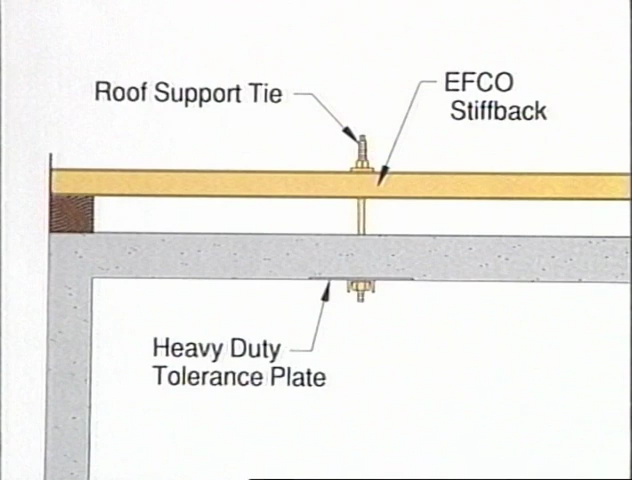 Roof Support Tie
EFCO
Stiffback
Heavy Duty
Tolerance Plate